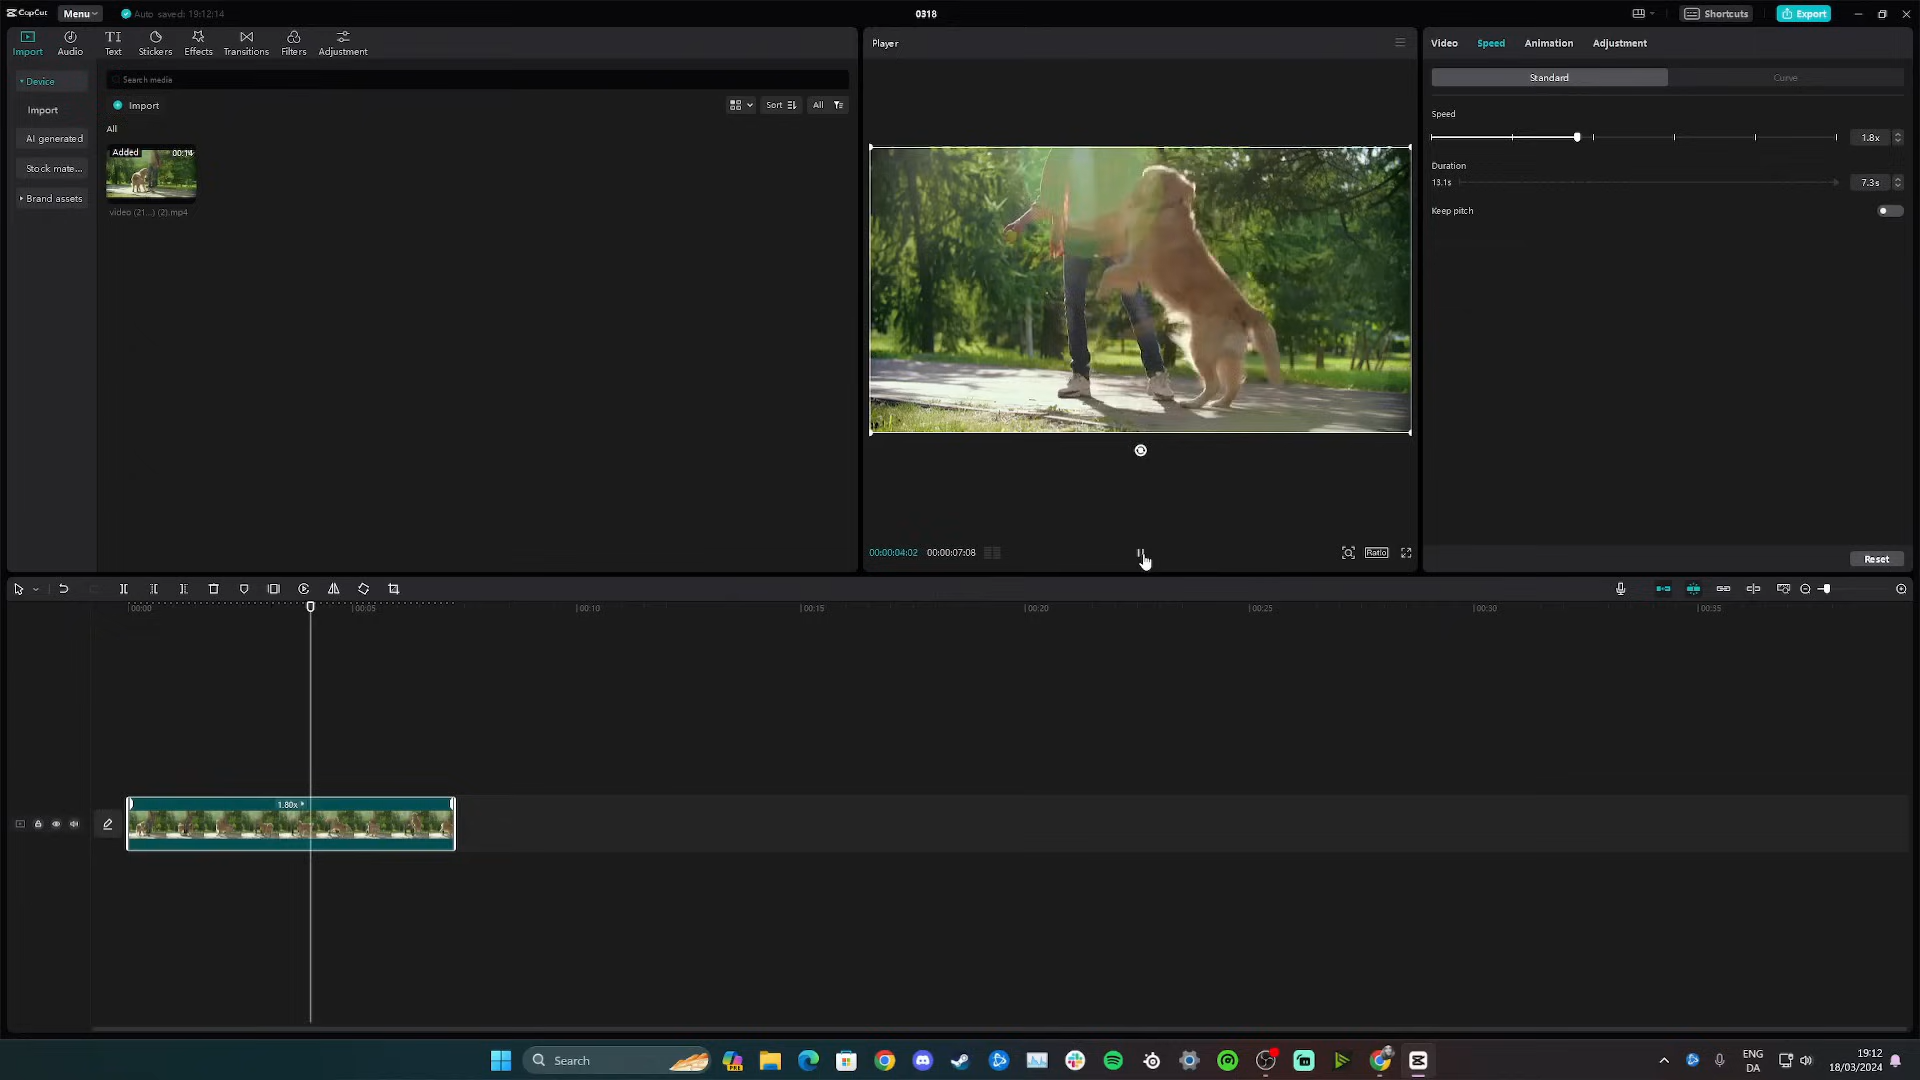 CapCut
Menu
Auto saved: 19:12:14
0318
Shortcuts
Export
Import
Audio
Text
Stickers
Effects
Transitions
Filters
Adjustment
Device
Import
AI generated
Stock mate...
Brand assets
Search media
Import
Sort
All
All
Added
00:14
video (21...) (2).mp4
Player
00:00:04:02
00:00:07:08
Ratio
Video
Speed
Animation
Adjustment
Standard
Curve
Speed
1.8x
Duration
13.1s
7.3s
Keep pitch
Reset
00:00
00:05
00:10
00:15
00:20
00:25
00:30
00:35
1.80x
Search
ENG
DA
19:12
18/03/2024